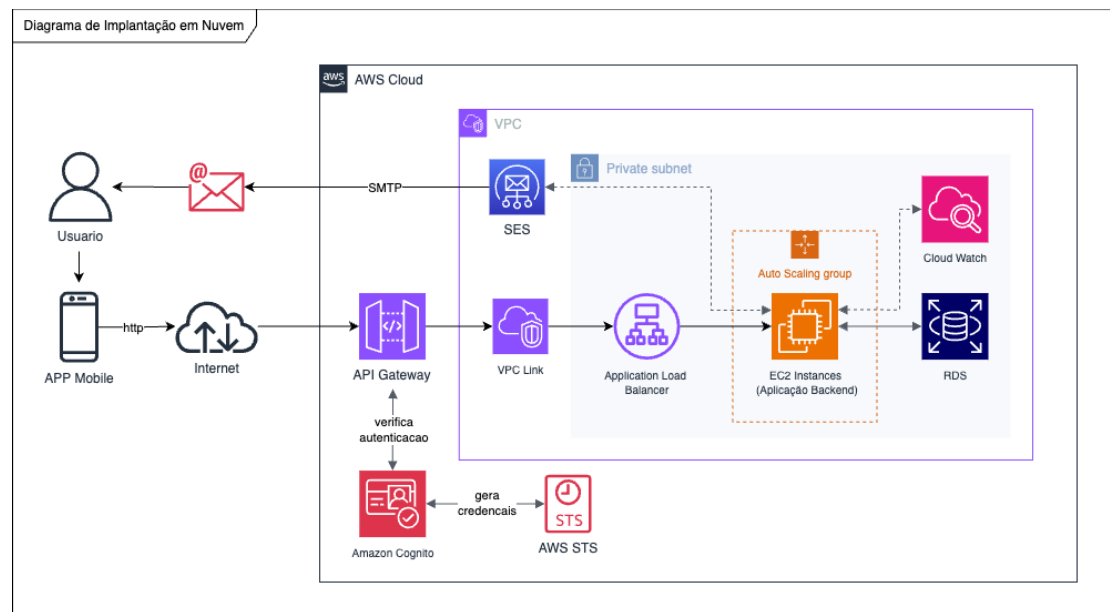 Diagrama de Implantação em Nuvem
aws
AWS Cloud
VPC
Private subnet
@
SMTP
SES
Usuario
Cloud Watch
Auto Scaling group
http
APP Mobile
Internet
</>
API Gateway
VPC Link
Application Load
Balancer
EC2 Instances
(Aplicação Backend)
RDS
verifica
autenticacao
gera
credencais
STS
Amazon Cognito
AWS STS